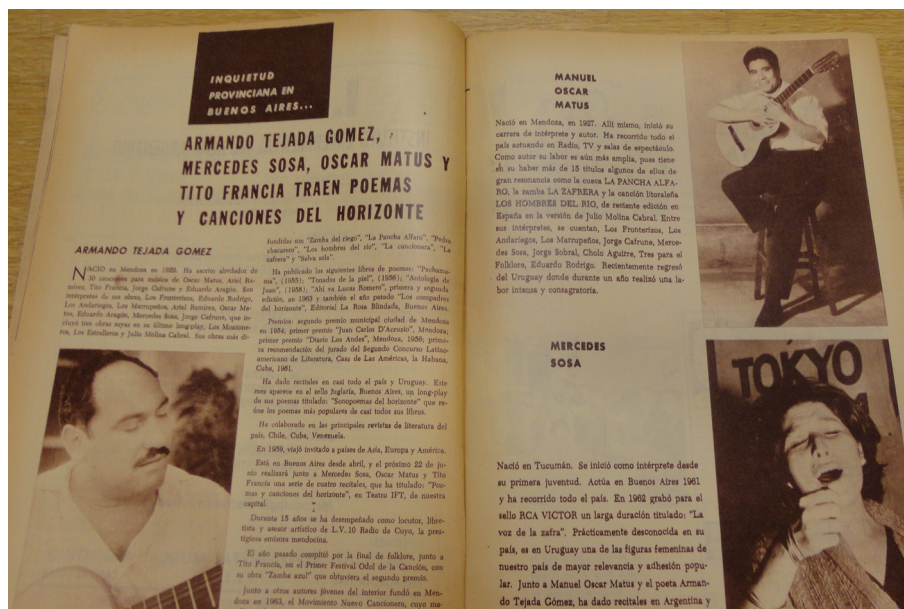 INQUIETUD
PROVINCIANA EN
BUENOS AIRES...
ARMANDO TEJADA GOMEZ,
MERCEDES SOSA, OSCAR MATUS Y
TITO FRANCIA TRAEN POEMAS
Y CANCIONES DEL HORIZONTE
ARMANDO TEJADA GOMEZ
NACIO en Mendoza en 1929. Ha escrito alrededor de
30 canciones para música de Oscar Matus, Ariel Ra-
mírez, Tito Francia, Jorge Cafrune y Eduardo Aragón. Son
intérpretes de sus obras, Los Fronterizos, Eduardo Rodrigo,
Los Andariegos, Los Marrupeños, Ariel Ramírez, Oscar Ma-
tus, Eduardo Aragón, Mercedes Sosa, Jorge Cafrune, que in-
cluyó tres obras suyas en su último long-play, Los Musiqueros,
ros, Los Estrelleros y Julio Molina Cabral. Sus obras más di-
fundidas son "Zamba del riego", "La Pancha Alfaro", "Pedro
chacarero", "Los hombres del río", "La cancionera", "La
zafrera" y "Selva sola".
Ha publicado los siguientes libros de poemas: "Pachama-
ma", (1955); "Tonadas de la piel", (1956); "Antología de
Juan", (1958); "Ahí va Lucas Romero", primera y segunda
edición, en 1963 y también el año pasado "Los compadres
del horizonte", Editorial La Rosa Blindada, Buenos Aires.
Premios: segundo premio municipal ciudad de Mendoza
en 1954, primer premio "Juan Carlos D'Acruzio", Mendoza,
primer premio "Diario Los Andes", Mendoza, 1956; prime-
ra recomendación del jurado del Segundo Concurso Latino-
americano de Literatura, Casa de Las Américas, la Habana,
Cuba, 1961.
Ha dado recitales en casi todo el país y Uruguay. Este
mes aparece en el sello Juglaría, Buenos Aires, un long-play
de sus poemas titulado: "Sonopoemas del horizonte" que re-
úne los poemas más populares de casi todos sus libros.
Ha colaborado en las principales revistas de literatura del
país, Chile, Cuba, Venezuela.
En 1959, viajó invitado a países de Asia, Europa y América.
Está en Buenos Aires desde abril, y el próximo 22 de ju-
nio realizará junto a Mercedes Sosa, Oscar Matus y Tito
Francia una serie de cuatro recitales, que ha titulado: "Poe-
mas y canciones del horizonte", en Teatro IFT, de nuestra
capital.
Durante 15 años se ha desempeñado como locutor, libre-
tista y asesor artístico de L.V.10 Radio de Cuyo, la pres-
tigiosa emisora mendocina.
El año pasado compitió por la final de folklore, junto a
Tito Francia, en el Primer Festival Odol de la Canción, con
su obra "Zamba azul" que obtuviera el segundo premio.
Junto a otros autores jóvenes del interior fundó en Men-
doza en 1963, el Movimiento Nuevo Cancionero, cuyo ma-
MANUEL
OSCAR
MATUS
Nació en Mendoza, en 1927. Allí mismo, inició su
carrera de intérprete y autor. Ha recorrido todo el
país actuando en Radio, TV y salas de espectáculo.
Como autor su labor es aún más amplia, pues tiene
en su haber más de 15 títulos algunos de ellos de
gran resonancia como la cueca LA PANCHA ALFA-
RO, la zamba LA ZAFRERA y la canción litoraleña
LOS HOMBRES DEL RIO, de reciente edición en
España en la versión de Julio Molina Cabral. Entre
sus intérpretes, se cuentan, Los Fronterizos, Los
Andariegos, Los Marrupeños, Jorge Cafrune, Merce-
des Sosa, Jorge Sobral, Cholo Aguirre, Tres para el
Folklore, Eduardo Rodrigo. Recientemente regresó
del Uruguay donde durante un año realizó una la-
bor intensa y consagratoria.
MERCEDES
SOSA
TOKYO
Nació en Tucumán. Se inició como intérprete desde
su primera juventud. Actúa en Buenos Aires 1961
y ha recorrido todo el país. En 1962 grabó para el
sello RCA VICTOR un larga duración titulado: "La
voz de la zafra". Prácticamente desconocida en su
país, es en Uruguay una de las figuras femeninas de
nuestro país de mayor relevancia y adhesión popu-
lar. Junto a Manuel Oscar Matus y el poeta Arman-
do Tejada Gómez, ha dado recitales en Argentina y